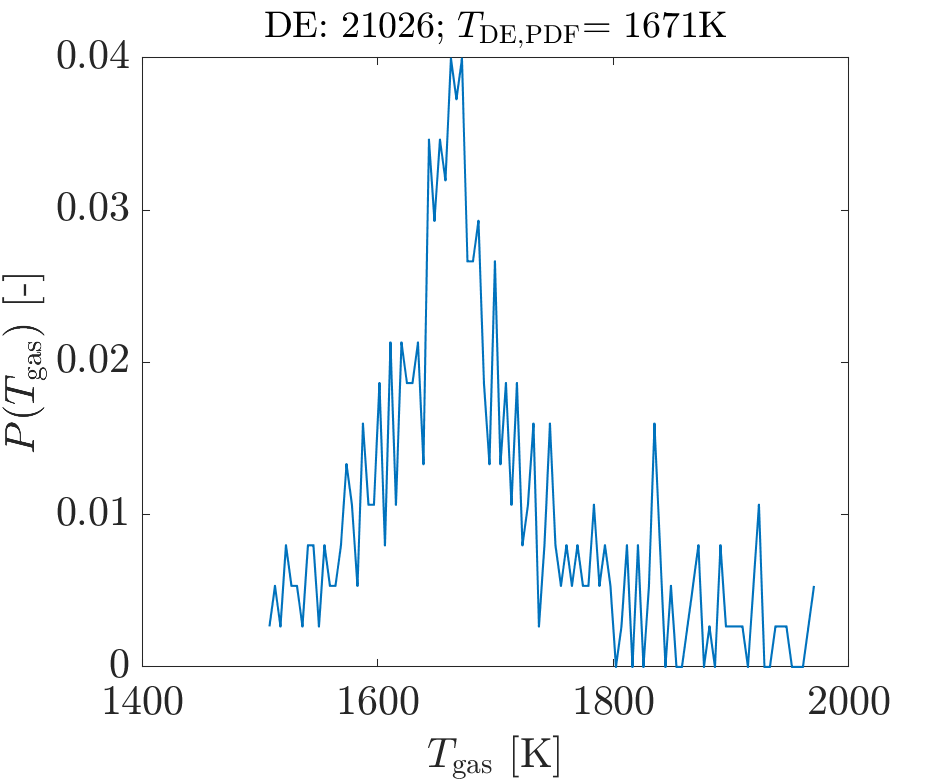 DE: 21026; T_DE,PDF= 1671K
0.04
0.03
0.02
0.01
0
P(T_gas) [-]
1400 1600 1800 2000
T_gas [K]